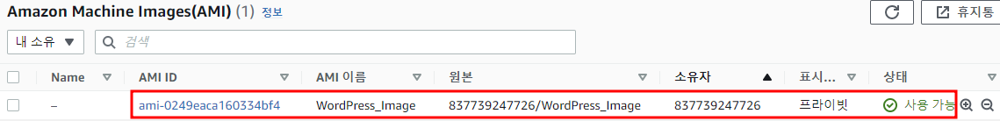 Amazon Machine Images(AMI) (1) 정보
휴지통
내 소유 검색
Name AMI ID AMI 이름 원본 소유자 표시... 상태
– ami-0249eaca160334bf4 WordPress_Image 837739247726/WordPress_Image 837739247726 프라이빗 사용 가능